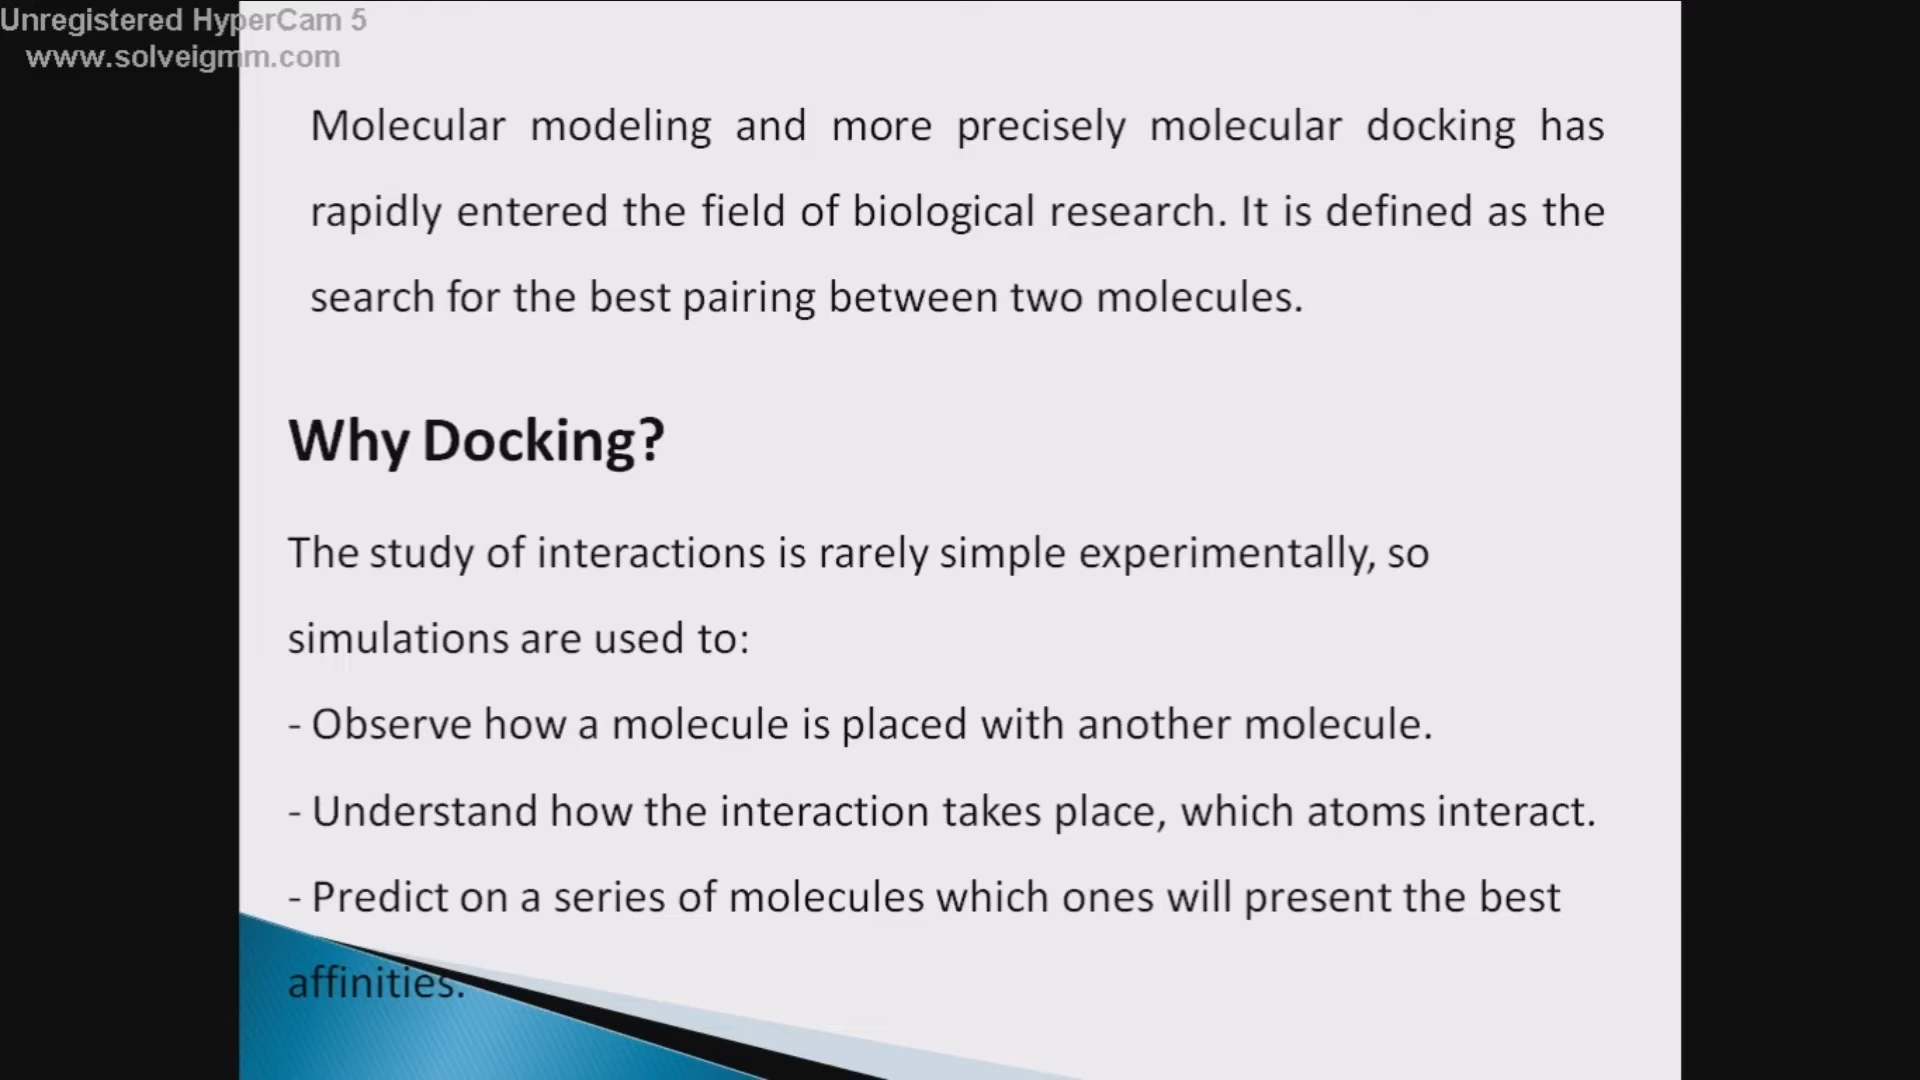 Unregistered HyperCam 5
www.solveigmm.com
Molecular modeling and more precisely molecular docking has
rapidly entered the field of biological research. It is defined as the
search for the best pairing between two molecules.
Why Docking?
The study of interactions is rarely simple experimentally, so
simulations are used to:
- Observe how a molecule is placed with another molecule.
- Understand how the interaction takes place, which atoms interact.
- Predict on a series of molecules which ones will present the best
affinities.